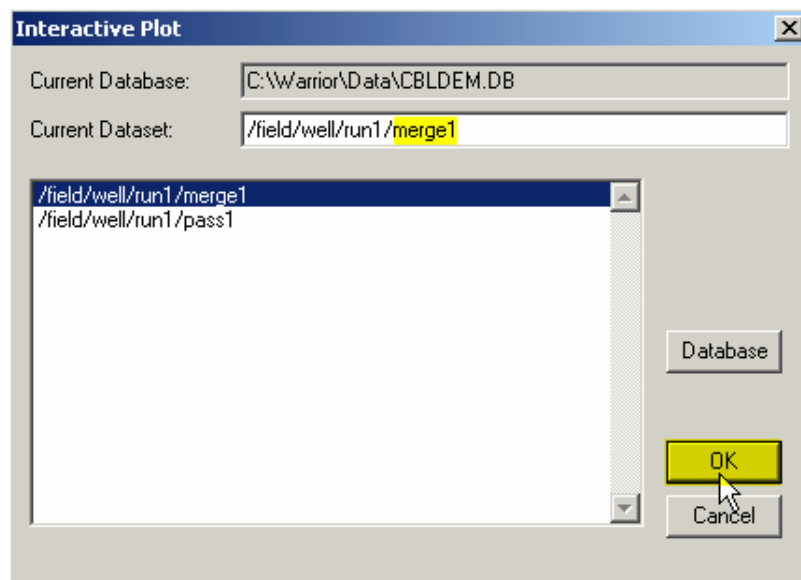 Interactive Plot
Current Database: C:\Warrior\Data\CBLDEM.DB
Current Dataset: /field/well/run1/merge1
/field/well/run1/merge1
/field/well/run1/pass1
Database
OK
Cancel